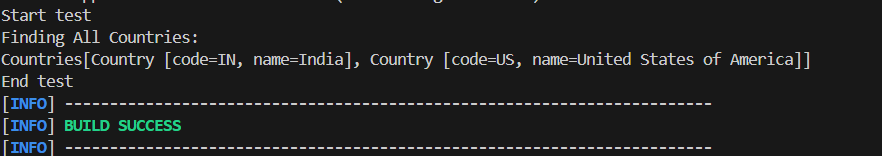 Start test
Finding All Countries:
Countries[Country [code=IN, name=India], Country [code=US, name=United States of America]]
End test
[INFO] ------------------------------------------------------------------------
[INFO] BUILD SUCCESS
[INFO] ------------------------------------------------------------------------